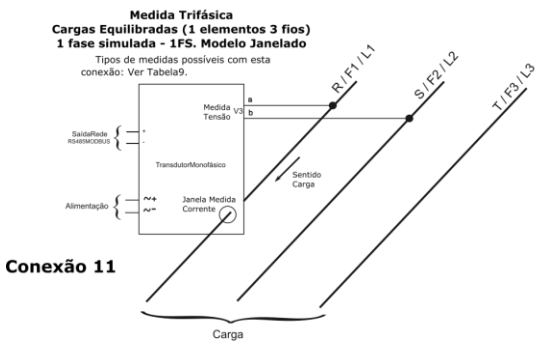 Medida Trifásica
Cargas Equilibradas (1 elementos 3 fios)
1 fase simulada - 1FS. Modelo Janelado
Tipos de medidas possíveis com esta
conexão: Ver Tabela9.
R / F1 / L1
S / F2 / L2
T / F3 / L3
Medida
Tensão
V3
a
b
SaídaRede
RS485MODBUS
+
-
TransdutorMonofásico
Sentido
Carga
Alimentação
~+
~-
Janela Medida
Corrente
Conexão 11
Carga